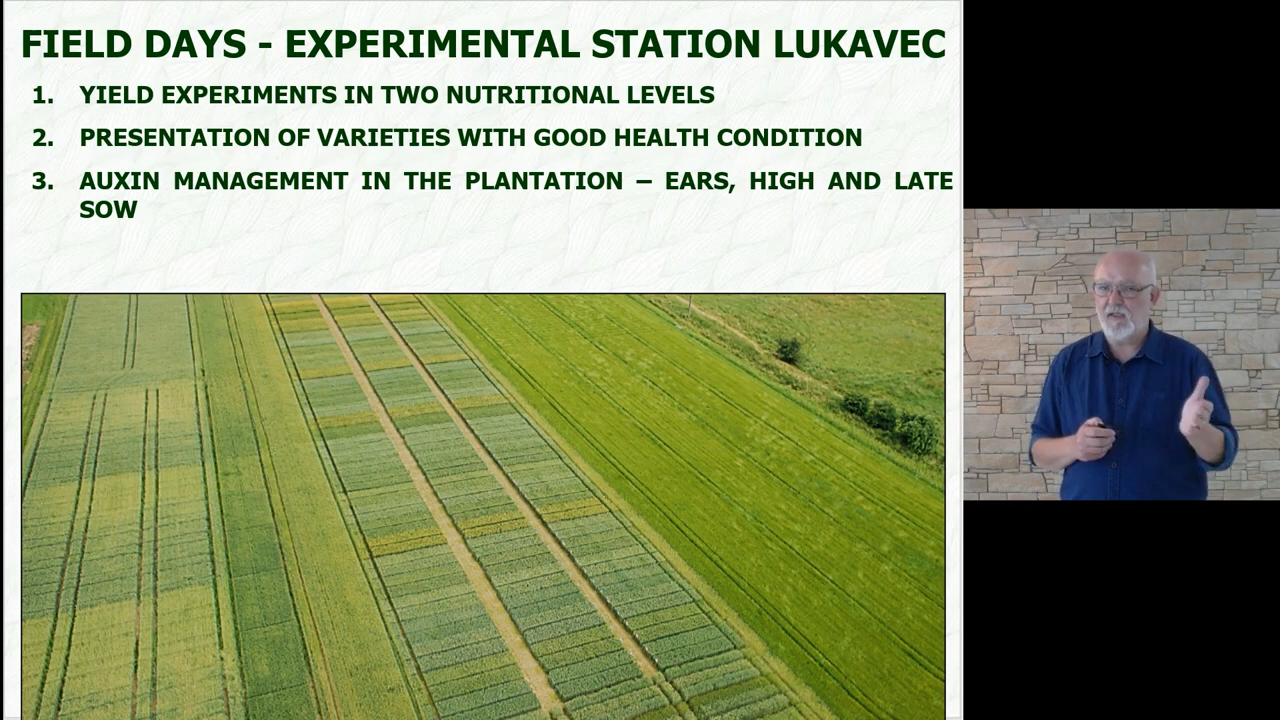 FIELD DAYS - EXPERIMENTAL STATION LUKAVEC
1. YIELD EXPERIMENTS IN TWO NUTRITIONAL LEVELS
2. PRESENTATION OF VARIETIES WITH GOOD HEALTH CONDITION
3. AUXIN MANAGEMENT IN THE PLANTATION – EARS, HIGH AND LATE
SOW